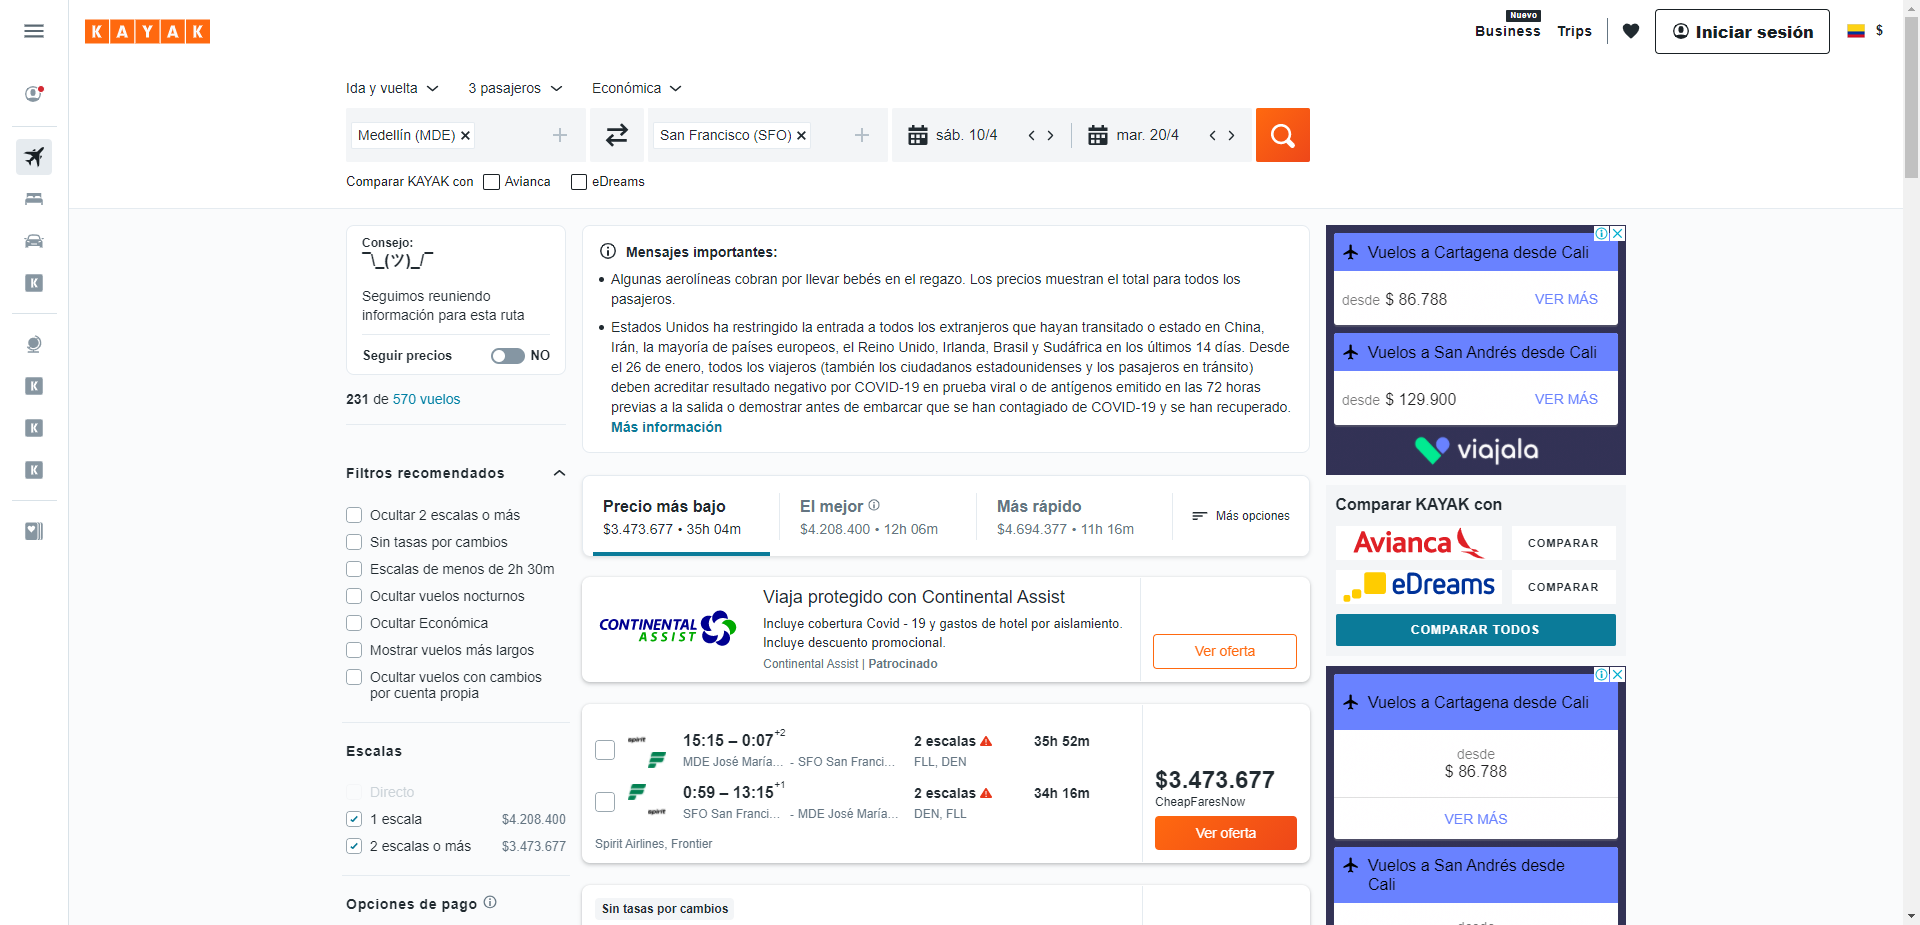 KAYAK
Nuevo
Business
Trips
Iniciar sesión
$
Ida y vuelta
3 pasajeros
Económica
Medellín (MDE)
San Francisco (SFO)
sáb. 10/4
mar. 20/4
Comparar KAYAK con
Avianca
eDreams
Consejo:
¯\_(ツ)_/¯
Seguimos reuniendo
información para esta ruta
Seguir precios
NO
231 de 570 vuelos
Filtros recomendados
Ocultar 2 escalas o más
Sin tasas por cambios
Escalas de menos de 2h 30m
Ocultar vuelos nocturnos
Ocultar Económica
Mostrar vuelos más largos
Ocultar vuelos con cambios
por cuenta propia
Escalas
Directo
1 escala $4.208.400
2 escalas o más $3.473.677
Opciones de pago
K
K
K
K
Mensajes importantes:
• Algunas aerolíneas cobran por llevar bebés en el regazo. Los precios muestran el total para todos los
pasajeros.
• Estados Unidos ha restringido la entrada a todos los extranjeros que hayan transitado o estado en China,
Irán, la mayoría de países europeos, el Reino Unido, Irlanda, Brasil y Sudáfrica en los últimos 14 días. Desde
el 26 de enero, todos los viajeros (también los ciudadanos estadounidenses y los pasajeros en tránsito)
deben acreditar resultado negativo por COVID-19 en prueba viral o de antígenos emitido en las 72 horas
previas a la salida o demostrar antes de embarcar que se han contagiado de COVID-19 y se han recuperado.
Más información
Precio más bajo
$3.473.677 • 35h 04m
El mejor
$4.208.400 • 12h 06m
Más rápido
$4.694.377 • 11h 16m
Más opciones
CONTINENTAL
ASSIST
Viaja protegido con Continental Assist
Incluye cobertura Covid - 19 y gastos de hotel por aislamiento.
Incluye descuento promocional.
Continental Assist | Patrocinado
Ver oferta
spirit
15:15 – 0:07+2
MDE José María... - SFO San Franci...
2 escalas
FLL, DEN
35h 52m
0:59 – 13:15+1
SFO San Franci... - MDE José María...
2 escalas
DEN, FLL
34h 16m
spirit
Spirit Airlines, Frontier
$3.473.677
CheapFaresNow
Ver oferta
Sin tasas por cambios
Vuelos a Cartagena desde Cali
desde $ 86.788
VER MÁS
Vuelos a San Andrés desde Cali
desde $ 129.900
VER MÁS
viajala
Comparar KAYAK con
Avianca
COMPARAR
eDreams
COMPARAR
COMPARAR TODOS
Vuelos a Cartagena desde Cali
desde
$ 86.788
VER MÁS
Vuelos a San Andrés desde
Cali
desde